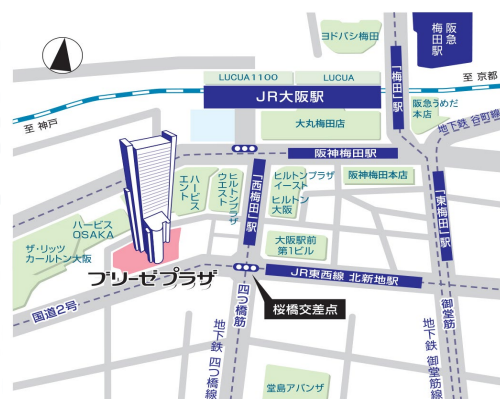 ヨドバシ梅田
阪急
梅田駅
LUCUA1100
LUCUA
「梅田」駅
至 京都
JR大阪駅
阪急うめだ
本店
至 神戸
大丸梅田店
地下鉄 谷町線
阪神梅田駅
ハービス
エント
ヒルトンプラザ
ウエスト
「西梅田」駅
ヒルトンプラザ
イースト
ヒルトン
大阪
阪神梅田本店
「東梅田」駅
ハービス
OSAKA
ザ・リッツ
カールトン大阪
大阪駅前
第1ビル
ブリーゼプラザ
JR東西線 北新地駅
国道2号
四つ橋筋
桜橋交差点
御堂筋
地下鉄 四つ橋線
地下鉄 御堂筋線
堂島アバンザ